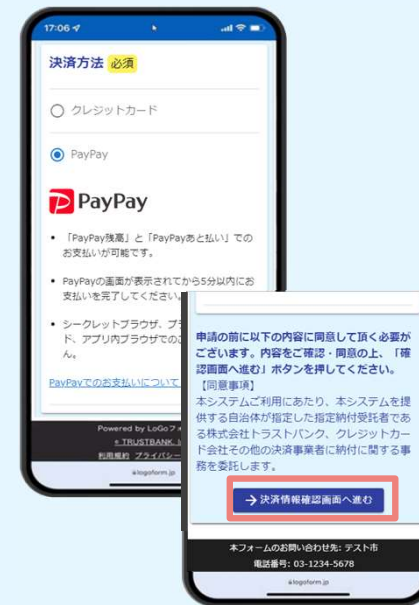 17:06
決済方法 必須
クレジットカード
PayPay
PayPay
• 「PayPay残高」と「PayPayあと払い」での
お支払いが可能です。
• PayPayの画面が表示されてから5分以内にお
支払いを完了してください。
• シークレットブラウザ、プラ
ド、アプリ内ブラウザでのご
ん。
PayPayでのお支払いについて
Powered by LoGoフォ
TRUSTBANK, I
利用規約 プライバシー
logoform.jp
申請の前に以下の内容に同意して頂く必要が
ございます。内容をご確認・同意の上、「確
認画面へ進む」ボタンを押してください。
【同意事項】
本システムご利用にあたり、本システムを提
供する自治体が指定した指定納付受託者であ
る株式会社トラストバンク、クレジットカー
ド会社その他の決済事業者に納付に関する事
務を委託します。
→決済情報確認画面へ進む
本フォームのお問い合わせ先: テスト市
電話番号: 03-1234-5678
logoform.jp